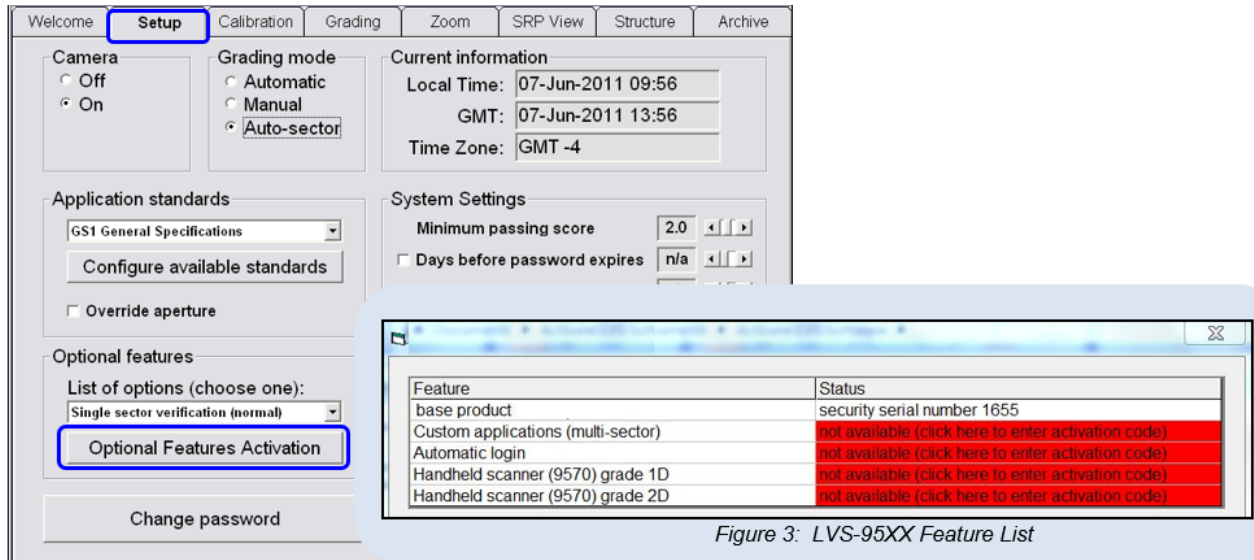 Welcome Setup Calibration Grading Zoom SRP View Structure Archive
Camera
Off
On
Grading mode
Automatic
Manual
Auto-sector
Current information
Local Time: 07-Jun-2011 09:56
GMT: 07-Jun-2011 13:56
Time Zone: GMT -4
Application standards
GS1 General Specifications
Configure available standards
Override aperture
System Settings
Minimum passing score 2.0
Days before password expires n/a
Optional features
List of options (choose one):
Single sector verification (normal)
Optional Features Activation
Change password
Feature Status
base product security serial number 1655
Custom applications (multi-sector) not available (click here to enter activation code)
Automatic login not available (click here to enter activation code)
Handheld scanner (9570) grade 1D not available (click here to enter activation code)
Handheld scanner (9570) grade 2D not available (click here to enter activation code)
Figure 3: LVS-95XX Feature List